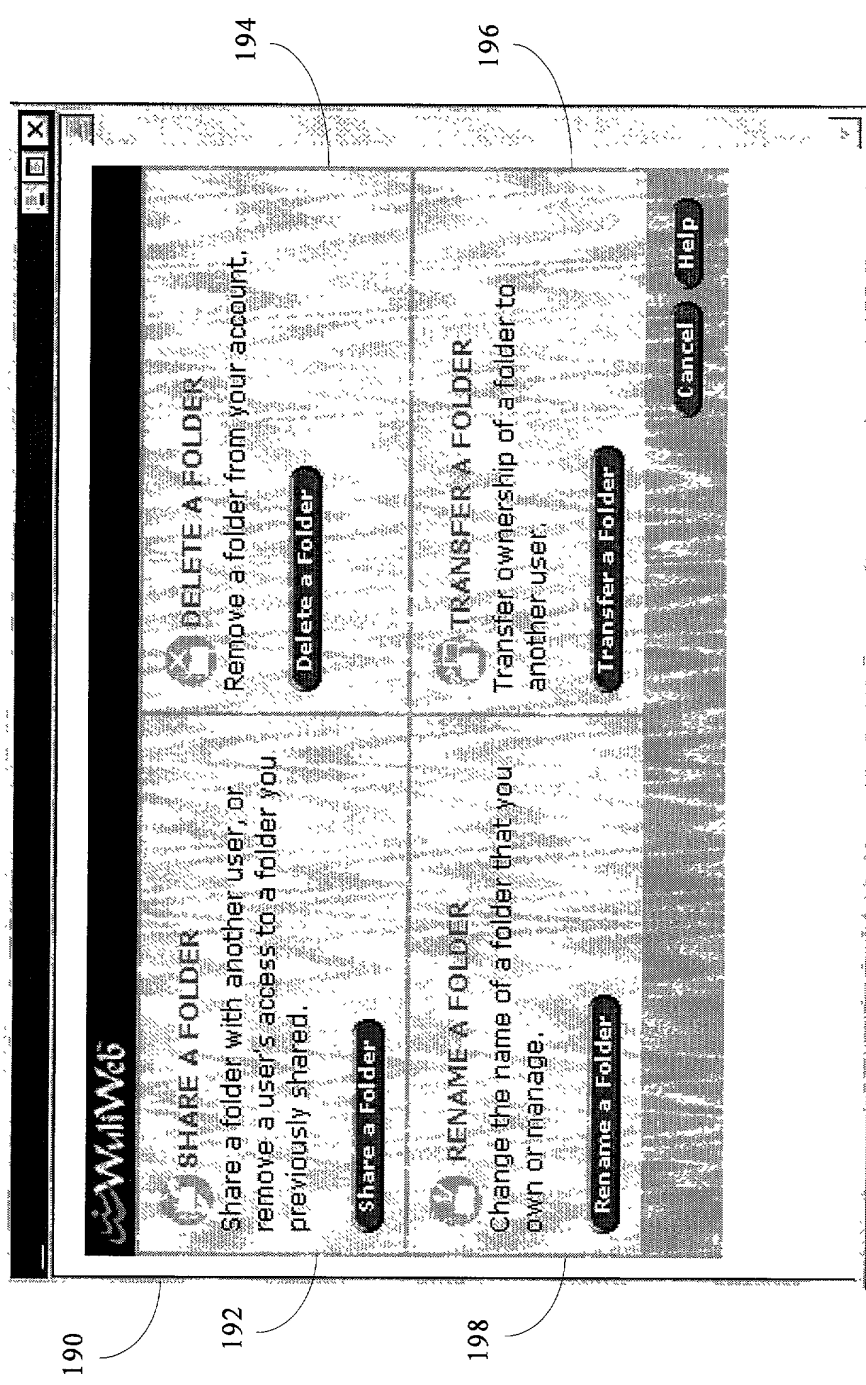 190
192
198
194
196
WuliWeb
SHARE A FOLDER
Share a folder with another user, or
remove a user's access to a folder you
previously shared.
Share a Folder
DELETE A FOLDER
Remove a folder from your account.
Delete a Folder
RENAME A FOLDER
Change the name of a folder that you
own or manage.
Rename a Folder
TRANSFER A FOLDER
Transfer ownership of a folder to
another user.
Transfer a Folder
Cancel
Help